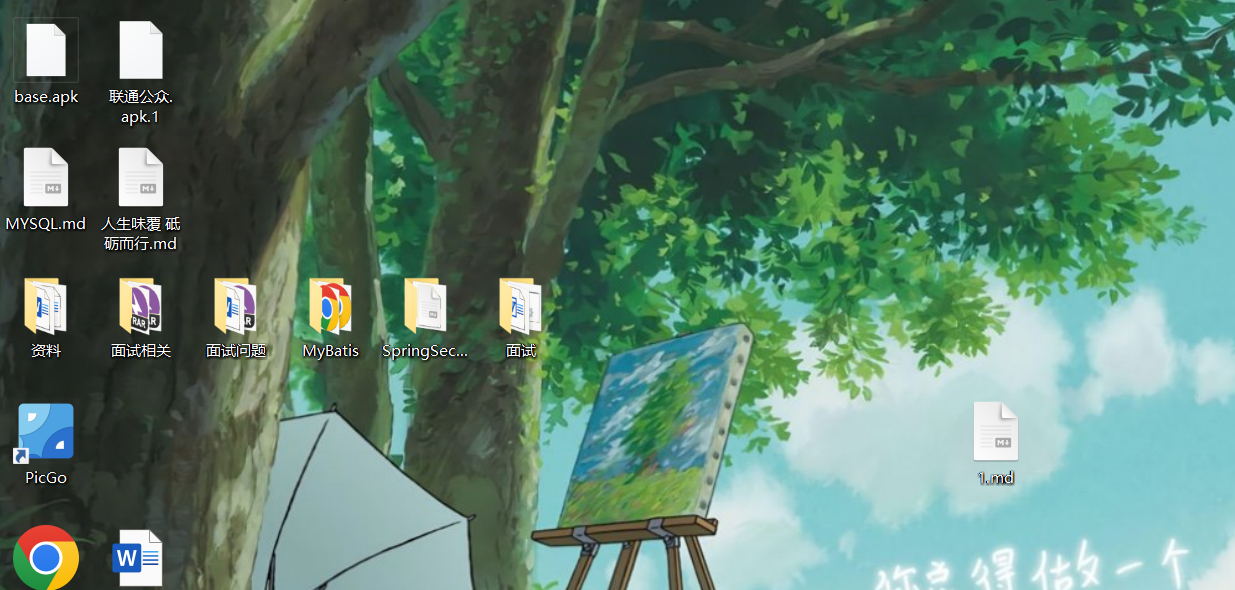 base.apk
联通公众.
apk.1
MYSQL.md
人生味覆 砥
砺而行.md
资料
面试相关
面试问题
MyBatis
SpringSec...
面试
PicGo
1.md
W
你总得做一个